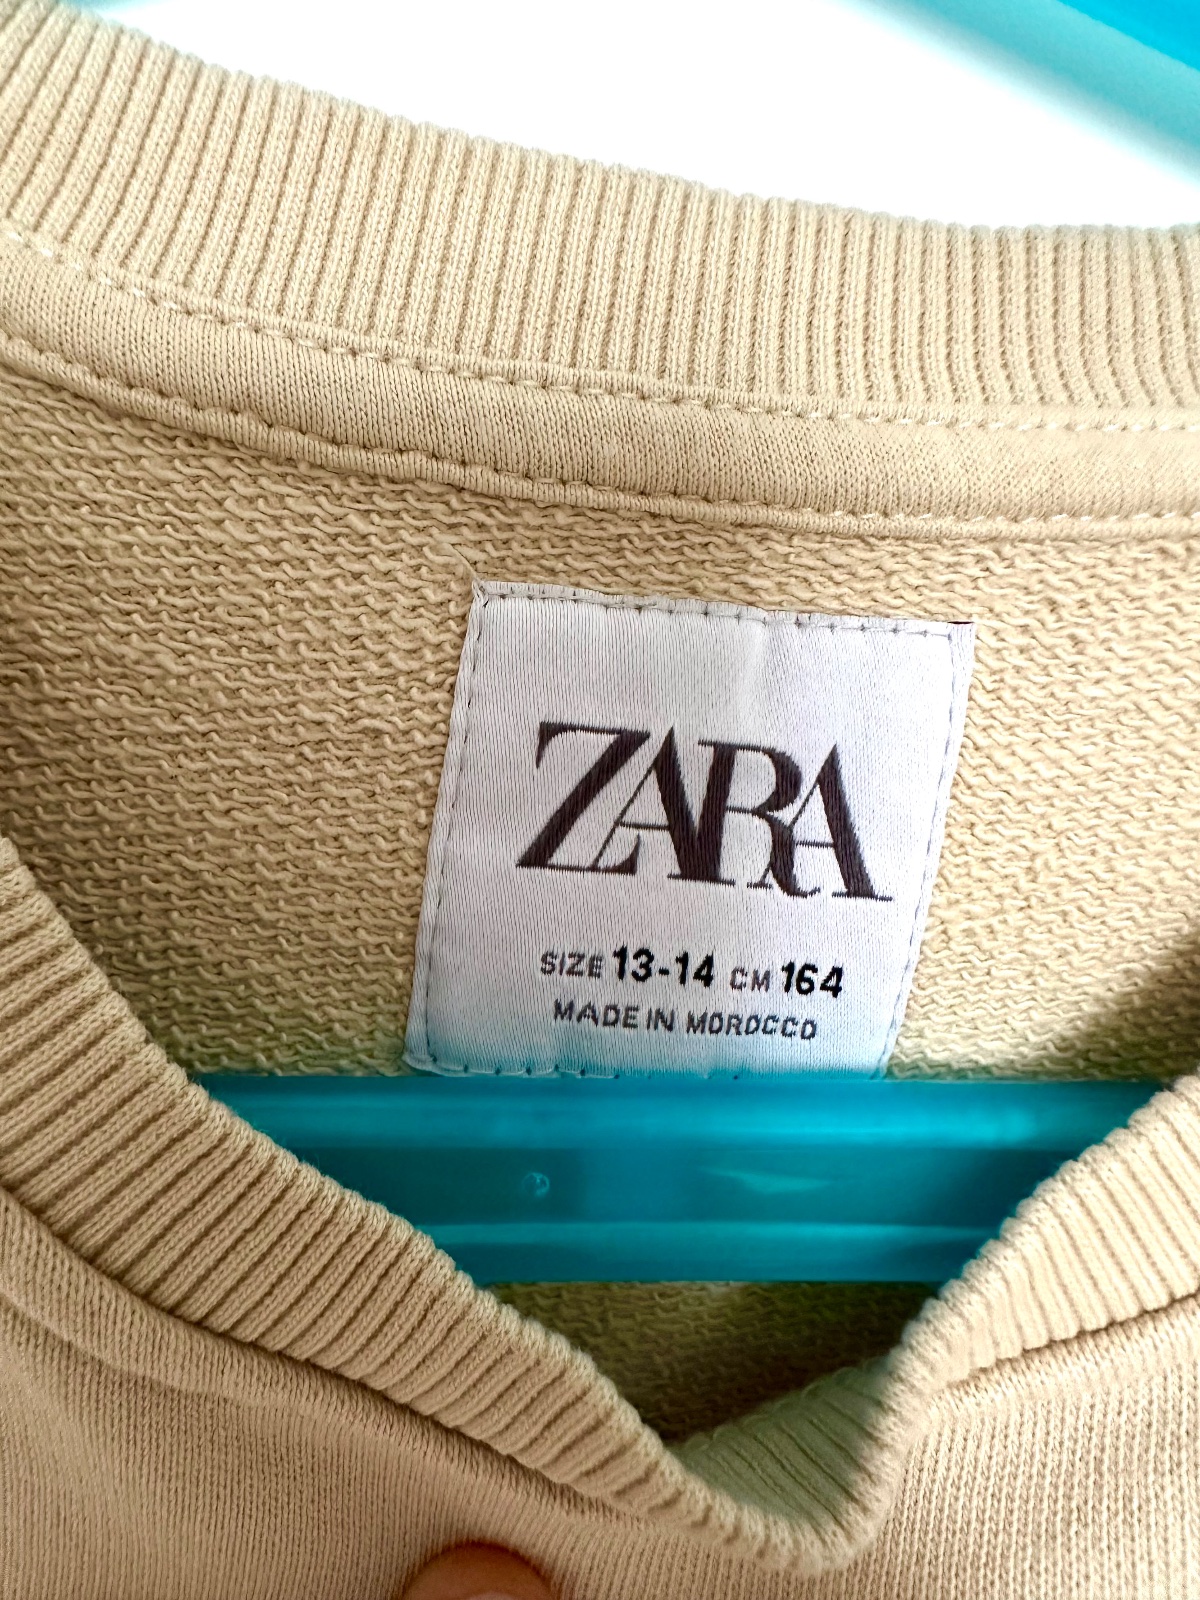 ZARA
SIZE 13-14 CM 164
MADE IN MOROCCO